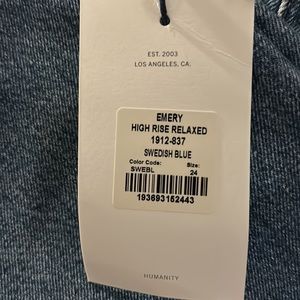 EST. 2003
LOS ANGELES, CA.
EMERY
HIGH RISE RELAXED
1912-837
SWEDISH BLUE
Color Code: Size:
SWEBL 24
193693152443
HUMANITY